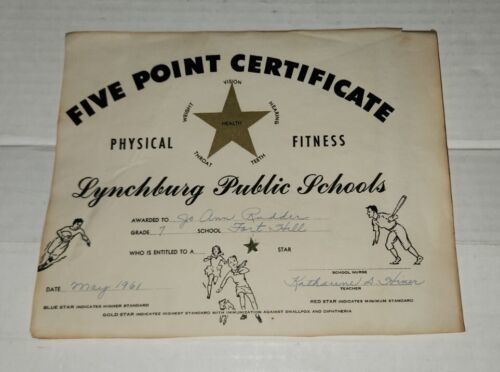 FIVE POINT CERTIFICATE
VISION
WEIGHT
HEARING
HEALTH
THROAT
TEETH
PHYSICAL FITNESS
Lynchburg Public Schools
AWARDED TO Jo Ann Rudder
GRADE 7 SCHOOL Fort Hill
WHO IS ENTITLED TO A STAR
SCHOOL NURSE
DATE May 1961 Katharine S.
TEACHER
BLUE STAR INDICATES HIGHER STANDARD RED STAR INDICATES MINIMUM STANDARD
GOLD STAR INDICATES HIGHEST STANDARD WITH IMMUNIZATION AGAINST SMALLPOX AND DIPHTHERIA